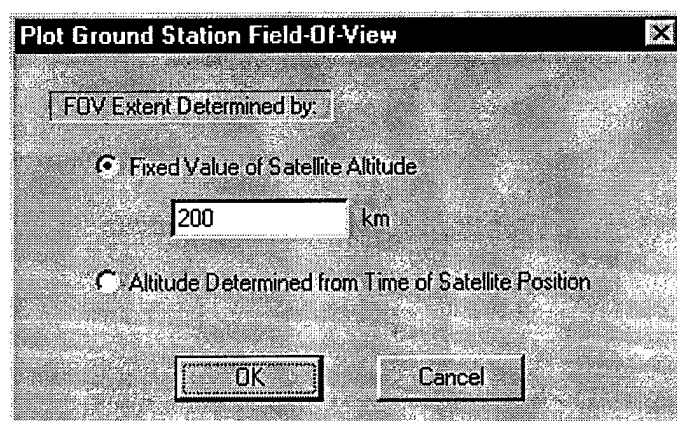 Plot Ground Station Field-Of-View
FOV Extent Determined by:
Fixed Value of Satellite Altitude
200 km
Altitude Determined from Time of Satellite Position
OK Cancel